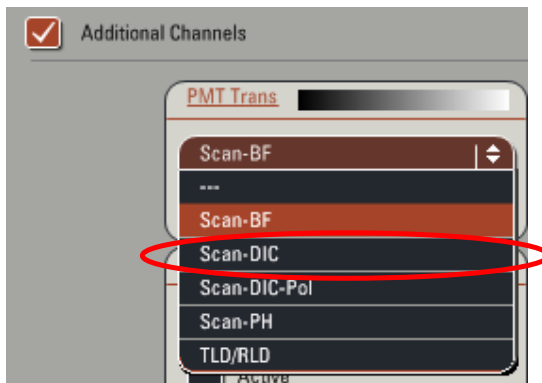 Additional Channels
PMT Trans
Scan-BF
---
Scan-BF
Scan-DIC
Scan-DIC-Pol
Scan-PH
TLD/RLD
Active